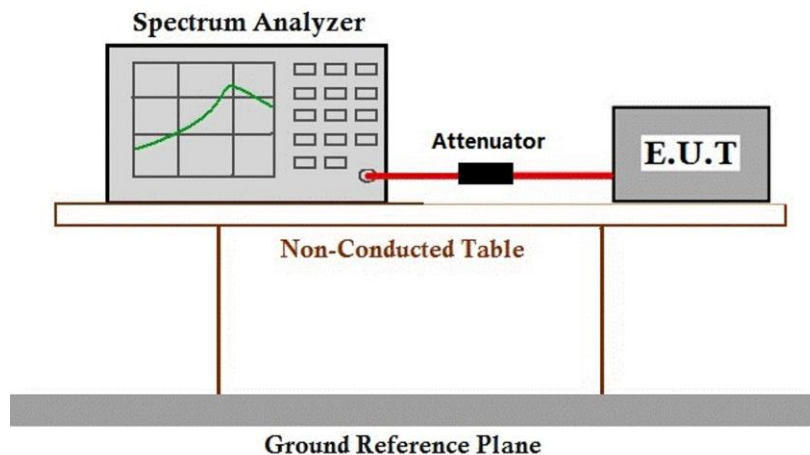 Spectrum Analyzer
Attenuator
E.U.T
Non-Conducted Table
Ground Reference Plane